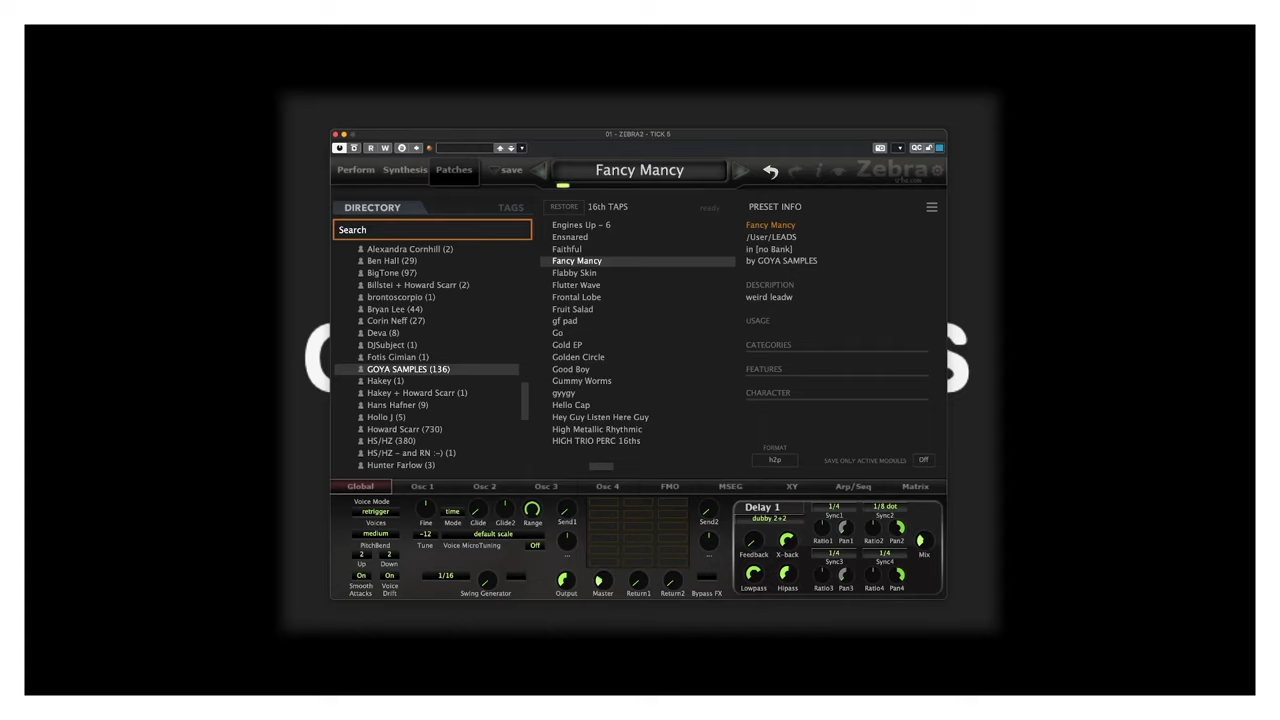 01 - ZEBRA2 - TICK 5
R W QC
Perform Synthesis Patches save Fancy Mancy Zebra
DIRECTORY TAGS
Search
Alexandra Cornhill (2)
Ben Hall (29)
BigTone (97)
Billstei + Howard Scarr (2)
brontoscorpio (1)
Bryan Lee (44)
Corin Neff (27)
Deva (8)
DJSubject (1)
Fotis Gimian (1)
GOYA SAMPLES (136)
Hakey (1)
Hakey + Howard Scarr (1)
Hans Hafner (9)
Hollo J (5)
Howard Scarr (730)
HS/HZ (380)
HS/HZ - and RN :-) (1)
Hunter Farlow (3)
RESTORE 16th TAPS ready
Engines Up - 6
Ensnared
Faithful
Fancy Mancy
Flabby Skin
Flutter Wave
Frontal Lobe
Fruit Salad
gf pad
Go
Gold EP
Golden Circle
Good Boy
Gummy Worms
gyygy
Hello Cap
Hey Guy Listen Here Guy
High Metallic Rhythmic
HIGH TRIO PERC 16ths
PRESET INFO
Fancy Mancy
/User/LEADS
in [no Bank]
by GOYA SAMPLES
DESCRIPTION
weird leadw
USAGE
CATEGORIES
FEATURES
CHARACTER
FORMAT
h2p SAVE ONLY ACTIVE MODULES Off
Global Osc 1 Osc 2 Osc 3 Osc 4 FMO MSEG XY Arp/Seq Matrix
Voice Mode
retrigger
Voices
medium
PitchBend
2 2
Up Down
On On
Smooth Attacks Voice Drift
Fine time Mode Glide Glide2 Range
-12 default scale
Tune Voice MicroTuning Off
1/16
Swing Generator
Send1
...
Send2
...
Output Master Return1 Return2 Bypass FX
Delay 1
dubby 2+2
Feedback X-back
Lowpass Hipass
1/4 1/8 dot
Sync1 Sync2
Ratio1 Pan1 Ratio2 Pan2
Mix
1/4 1/4
Sync3 Sync4
Ratio3 Pan3 Ratio4 Pan4